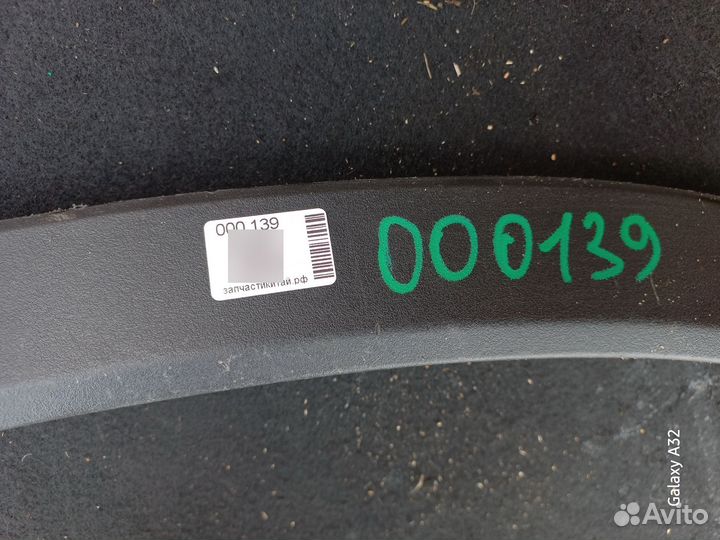 000 139
запчастикитай.рф
000139
Galaxy A32
Avito